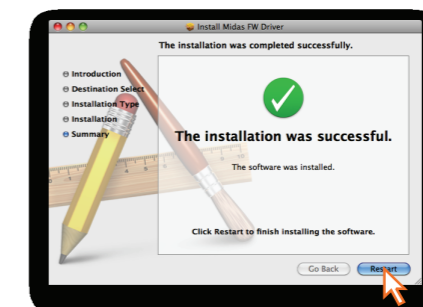 Install Midas FW Driver
The installation was completed successfully.
Introduction
Destination Select
Installation Type
Installation
Summary
The installation was successful.
The software was installed.
Click Restart to finish installing the software.
Go Back
Restart